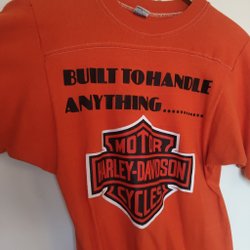 BUILT TO HANDLE
ANYTHING..........
MOTOR
HARLEY-DAVIDSON
CYCLES